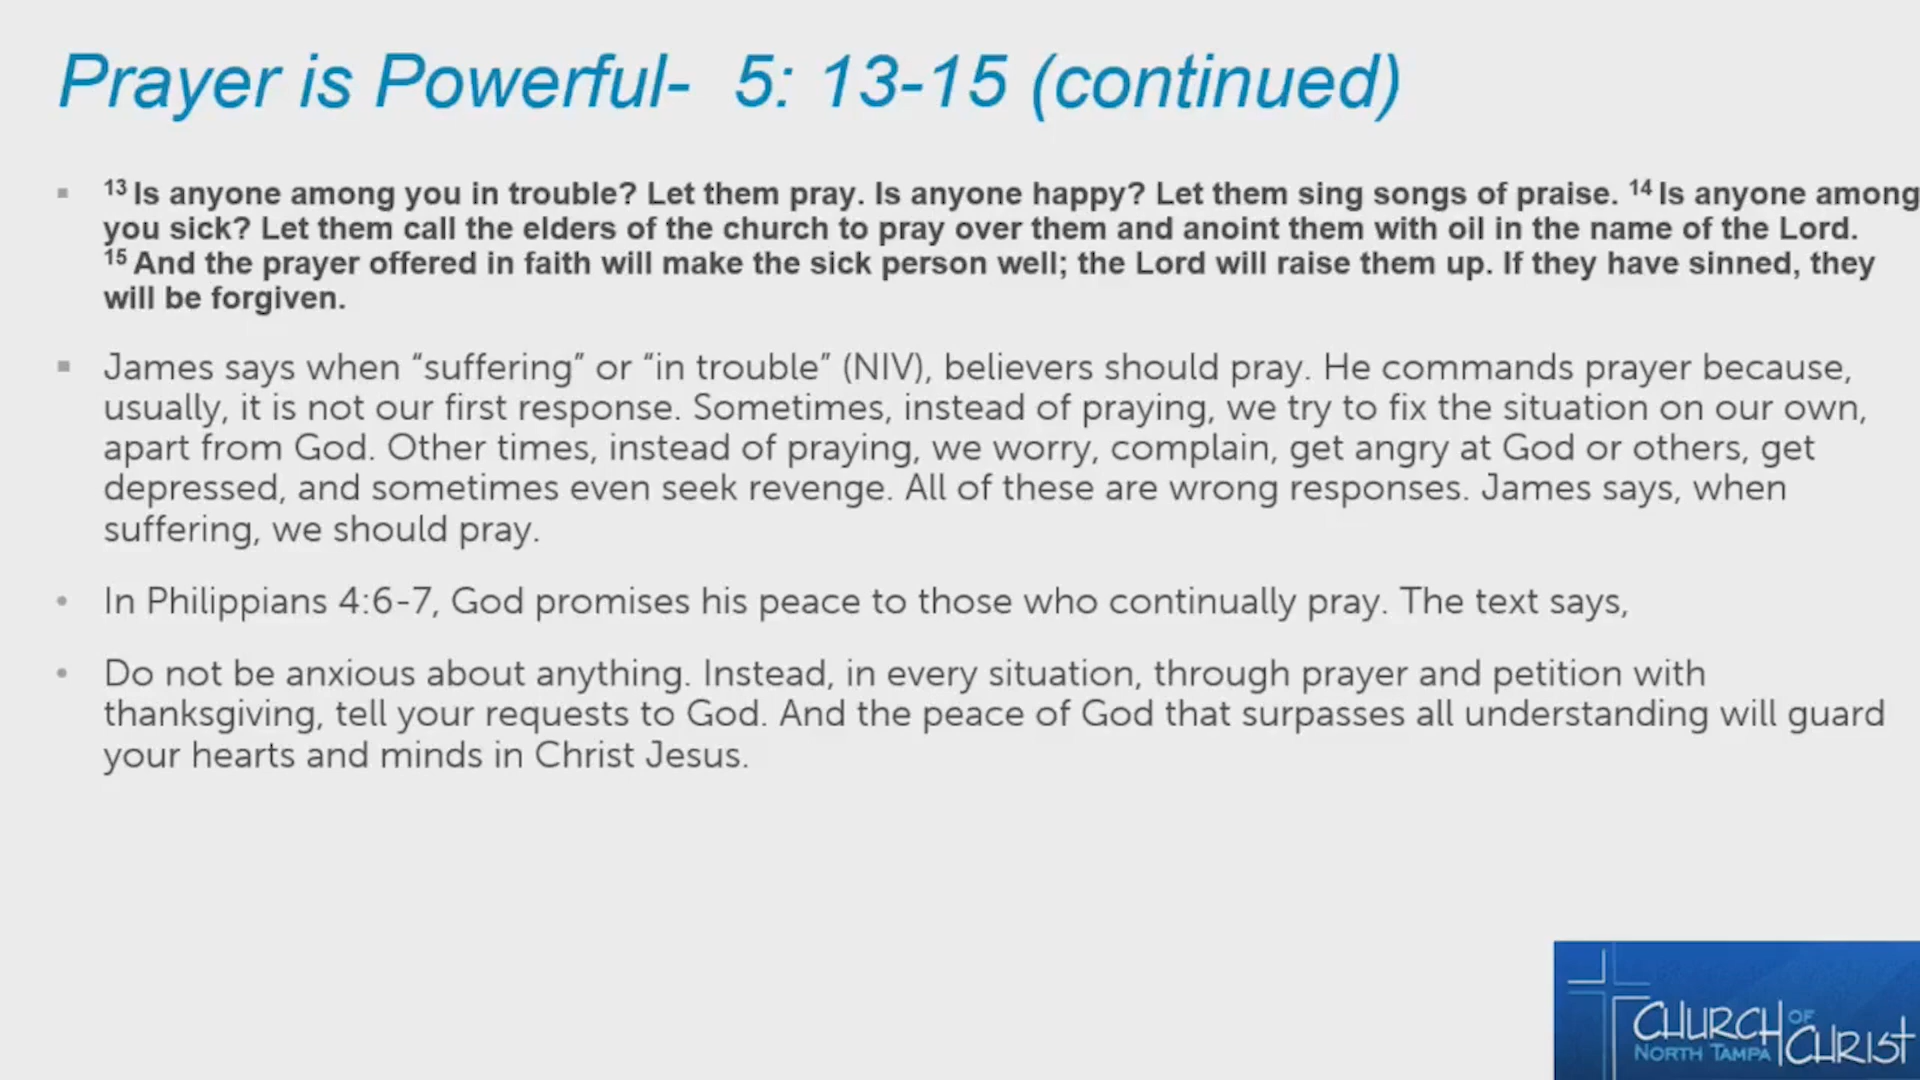 Prayer is Powerful-  5: 13-15 (continued)
▪ 13 Is anyone among you in trouble? Let them pray. Is anyone happy? Let them sing songs of praise. 14 Is anyone among
you sick? Let them call the elders of the church to pray over them and anoint them with oil in the name of the Lord.
15 And the prayer offered in faith will make the sick person well; the Lord will raise them up. If they have sinned, they
will be forgiven.
▪ James says when “suffering” or “in trouble” (NIV), believers should pray. He commands prayer because,
usually, it is not our first response. Sometimes, instead of praying, we try to fix the situation on our own,
apart from God. Other times, instead of praying, we worry, complain, get angry at God or others, get
depressed, and sometimes even seek revenge. All of these are wrong responses. James says, when
suffering, we should pray.
• In Philippians 4:6-7, God promises his peace to those who continually pray. The text says,
• Do not be anxious about anything. Instead, in every situation, through prayer and petition with
thanksgiving, tell your requests to God. And the peace of God that surpasses all understanding will guard
your hearts and minds in Christ Jesus.
CHURCH OF CHRIST
NORTH TAMPA